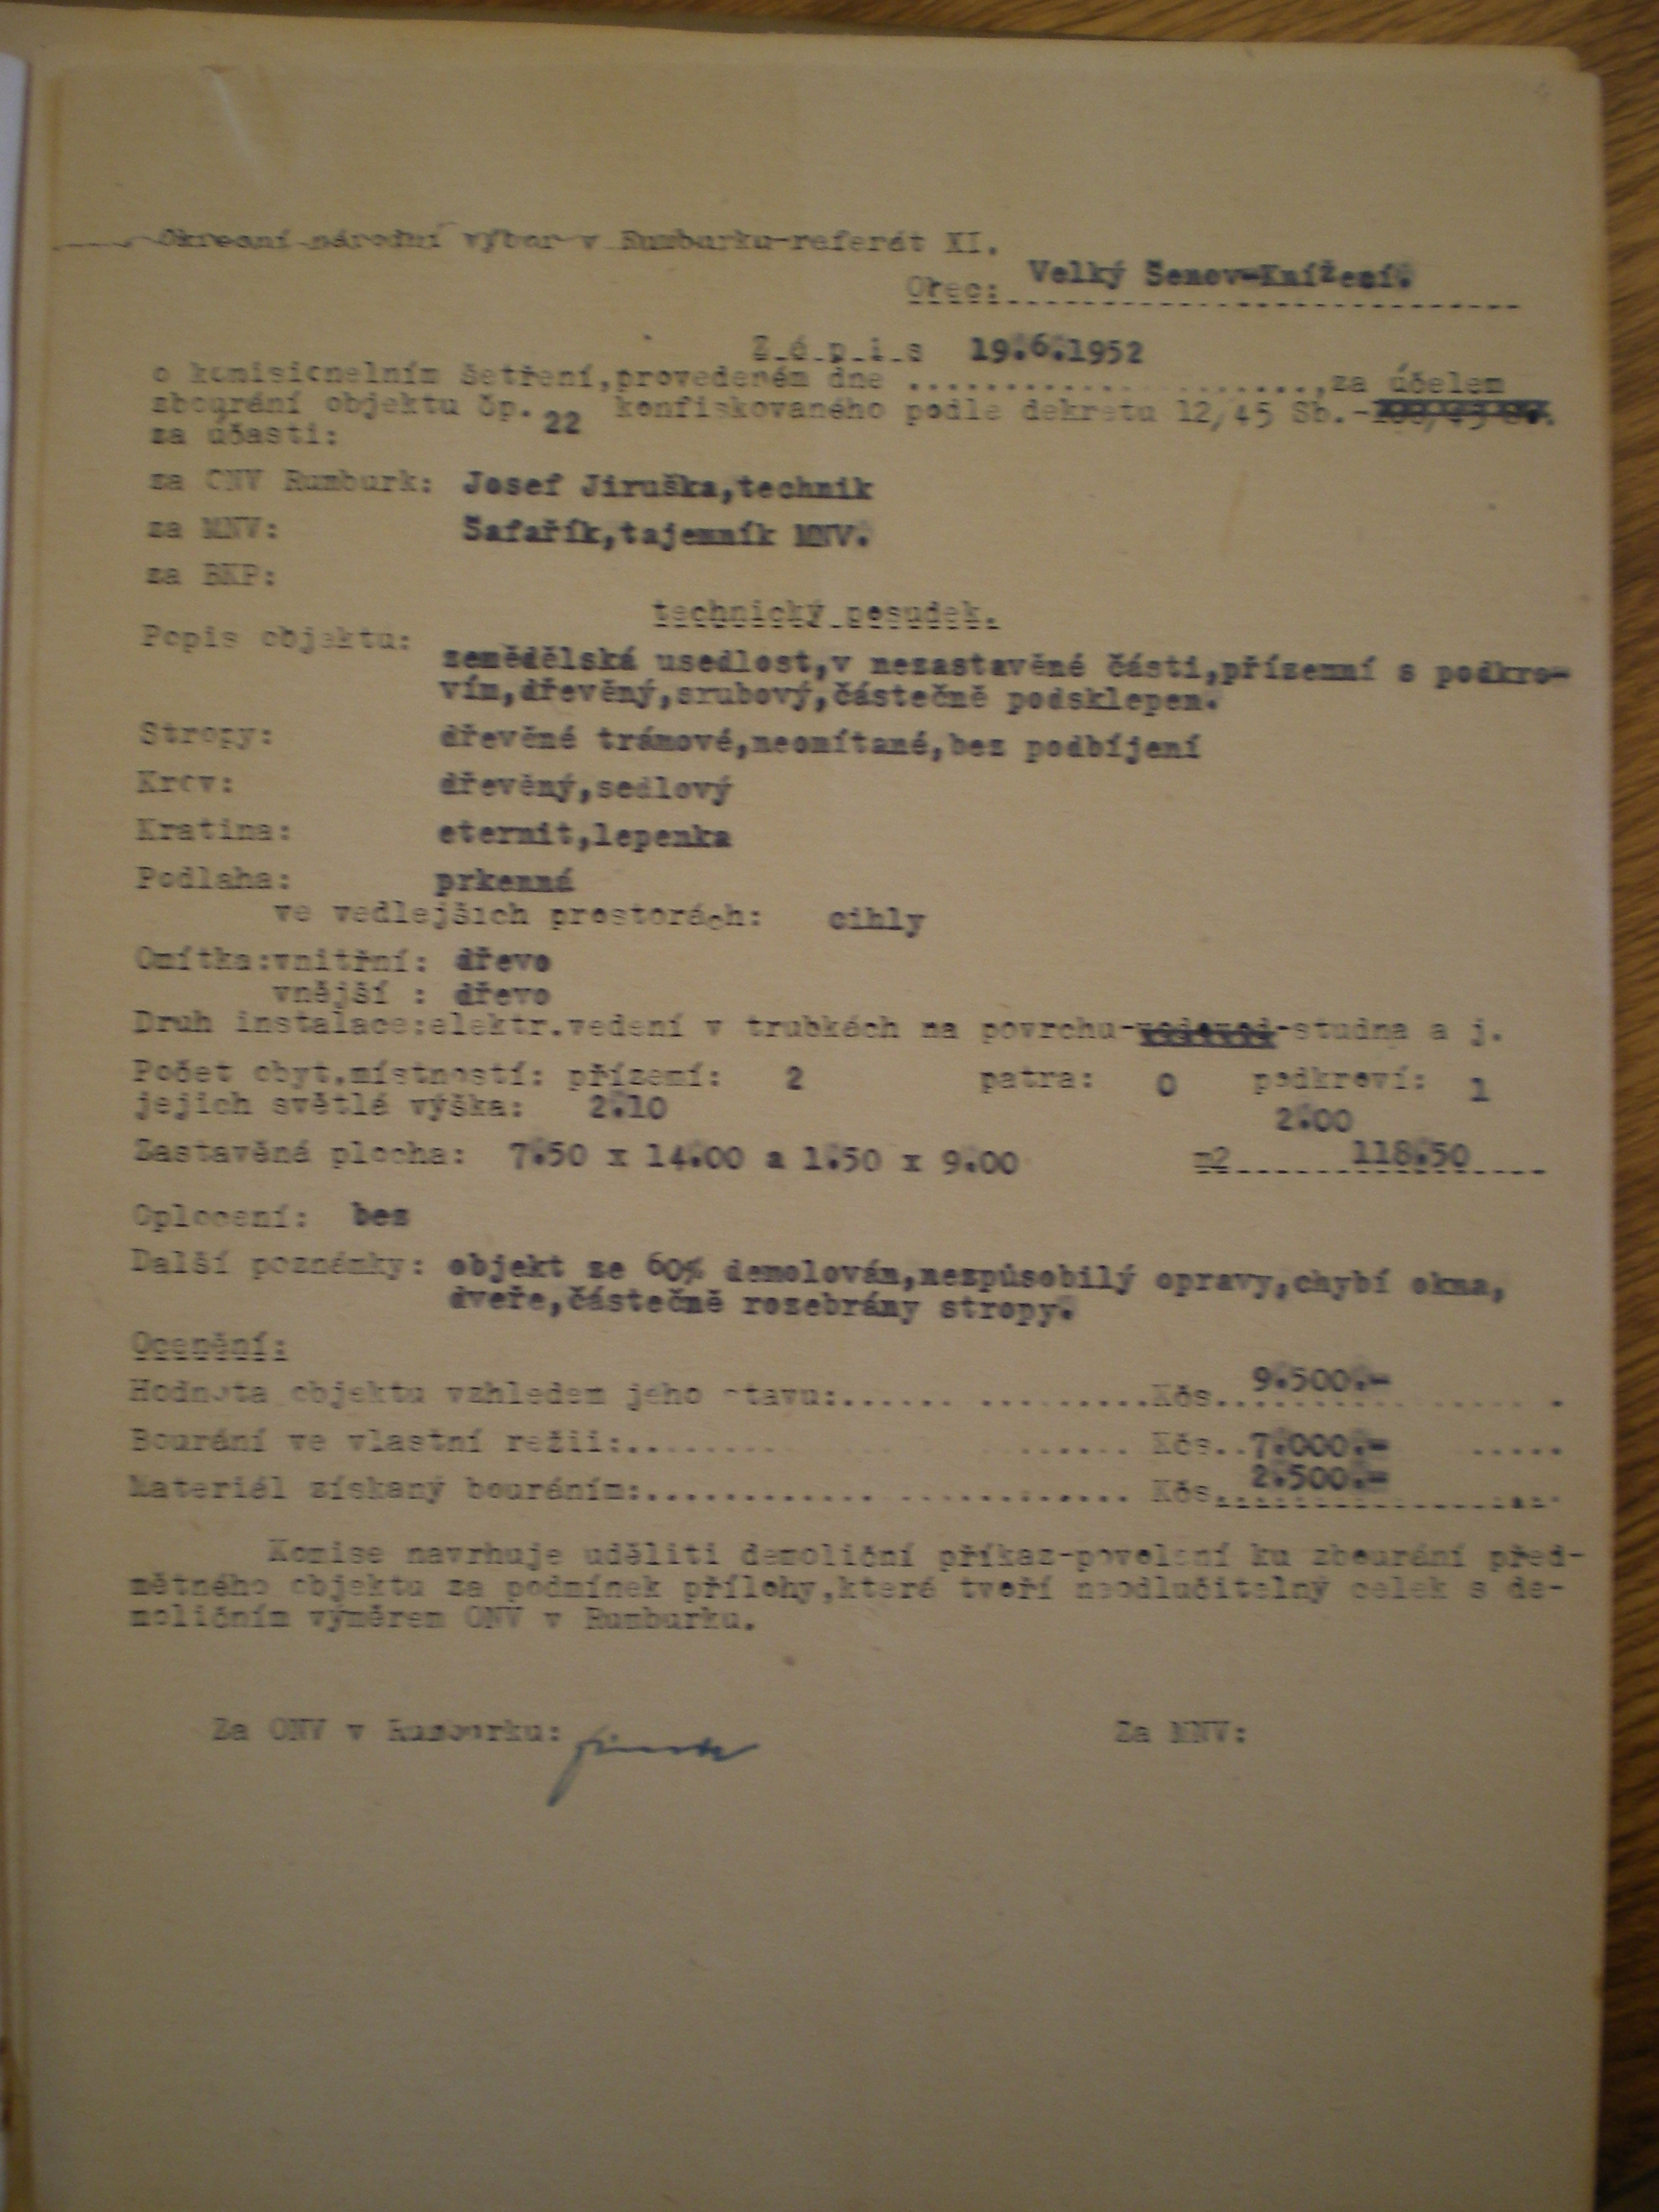 Okresní národní výbor v Rumburku-referát XI.
Obec: Velký Šenov-Knížecí.
Z á p i s
o komisionelním šetření,provedeném dne 19.6.1952,za účelem
zbourání objektu čp. 22 konfiskovaného podle dekretu 12/45 Sb.-
za účasti:
za ONV Rumburk: Josef Jiruška,technik
za MNV: Šafařík,tajemník MNV.
za BKP:
technický posudek.
Popis objektu: zemědělská usedlost,v nezastavěné části,přízemní s podkro-
vím,dřevěný,srubový,částečně podsklepen.
Stropy: dřevěné trámové,neomítané,bez podbíjení
Krov: dřevěný,sedlový
Kratina: eternit,lepenka
Podlaha: prkenná
ve vedlejších prostorách: cihly
Omítka:vnitřní: dřevo
vnější : dřevo
Druh instalace:elektr.vedení v trubkách na povrchu-vodovod-studna a j.
Počet obyt.místností: přízemí: 2 patra: 0 podkroví: 1
jejich světlá výška: 2.10 2.00
Zastavěná plocha: 7.50 x 14.00 a 1.50 x 9.00 m2 118.50
Oplocení: bez
Další poznámky: objekt ze 60% demolován,nezpůsobilý opravy,chybí okna,
dveře,částečně rozebrány stropy.
Ocenění:
Hodnota objektu vzhledem jeho stavu:...... ..........Kčs. 9.500.-
Bourání ve vlastní režii:.. ...... Kčs..7.000.- .....
Materiál získaný bouráním:............. ............ Kčs. 2.500.-
Komise navrhuje uděliti demoliční příkaz-povolení ku zbourání před-
mětného objektu za podmínek přílohy,které tvoří neodlučitelný celek s de-
moličním výměrem ONV v Rumburku.
Za ONV v Rumburku: Za MNV: